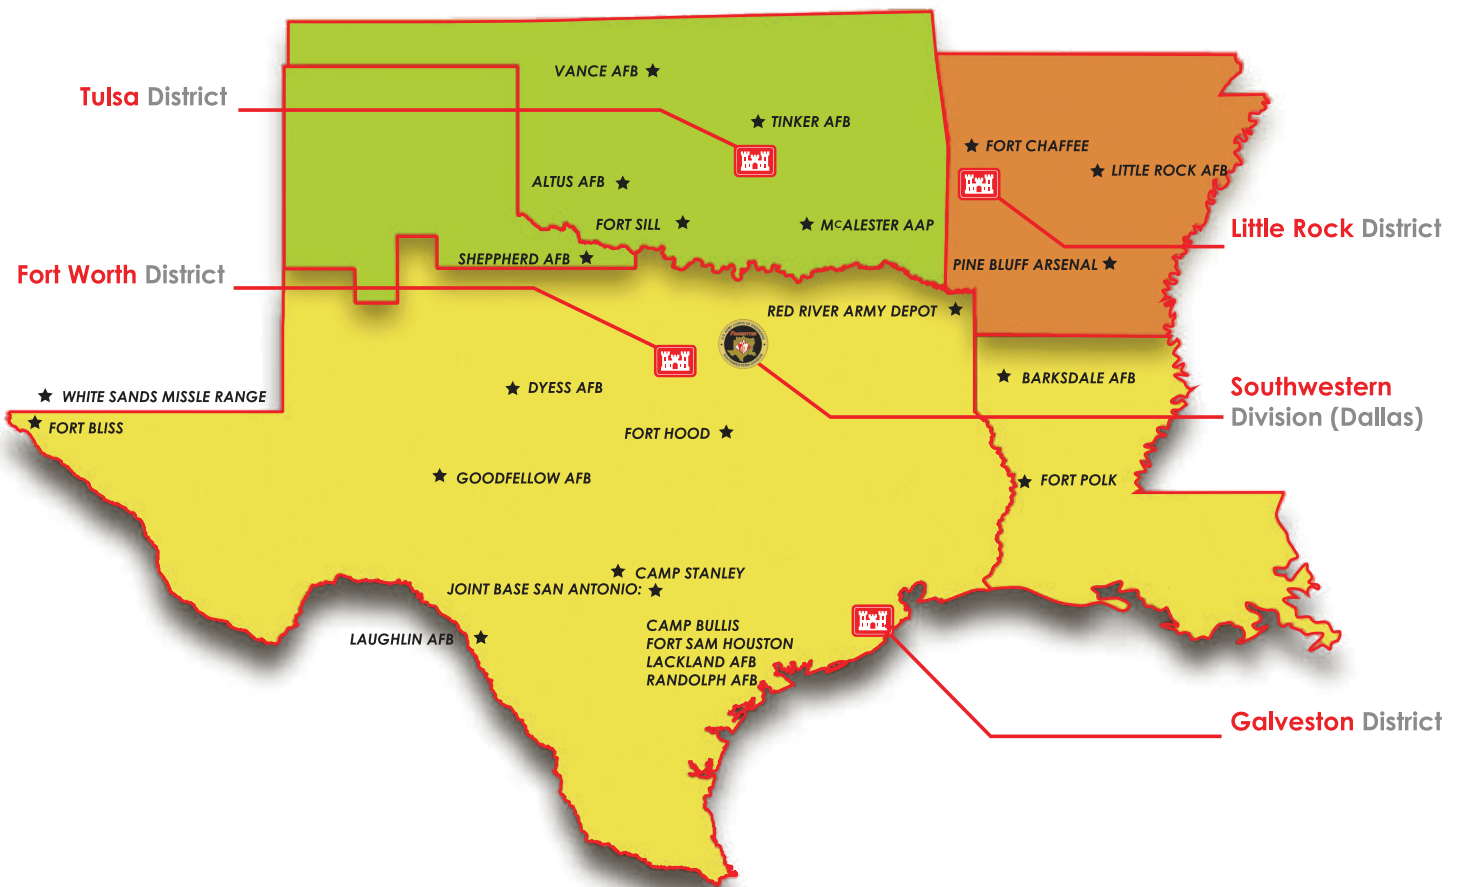 VANCE AFB
Tulsa District
TINKER AFB
FORT CHAFFEE
LITTLE ROCK AFB
ALTUS AFB
FORT SILL
McALESTER AAP
Little Rock District
SHEPPHERD AFB
PINE BLUFF ARSENAL
Fort Worth District
RED RIVER ARMY DEPOT
DYESS AFB
BARKSDALE AFB
Southwestern
Division (Dallas)
WHITE SANDS MISSLE RANGE
FORT BLISS
FORT HOOD
GOODFELLOW AFB
FORT POLK
CAMP STANLEY
JOINT BASE SAN ANTONIO:
CAMP BULLIS
FORT SAM HOUSTON
LACKLAND AFB
RANDOLPH AFB
LAUGHLIN AFB
Galveston District